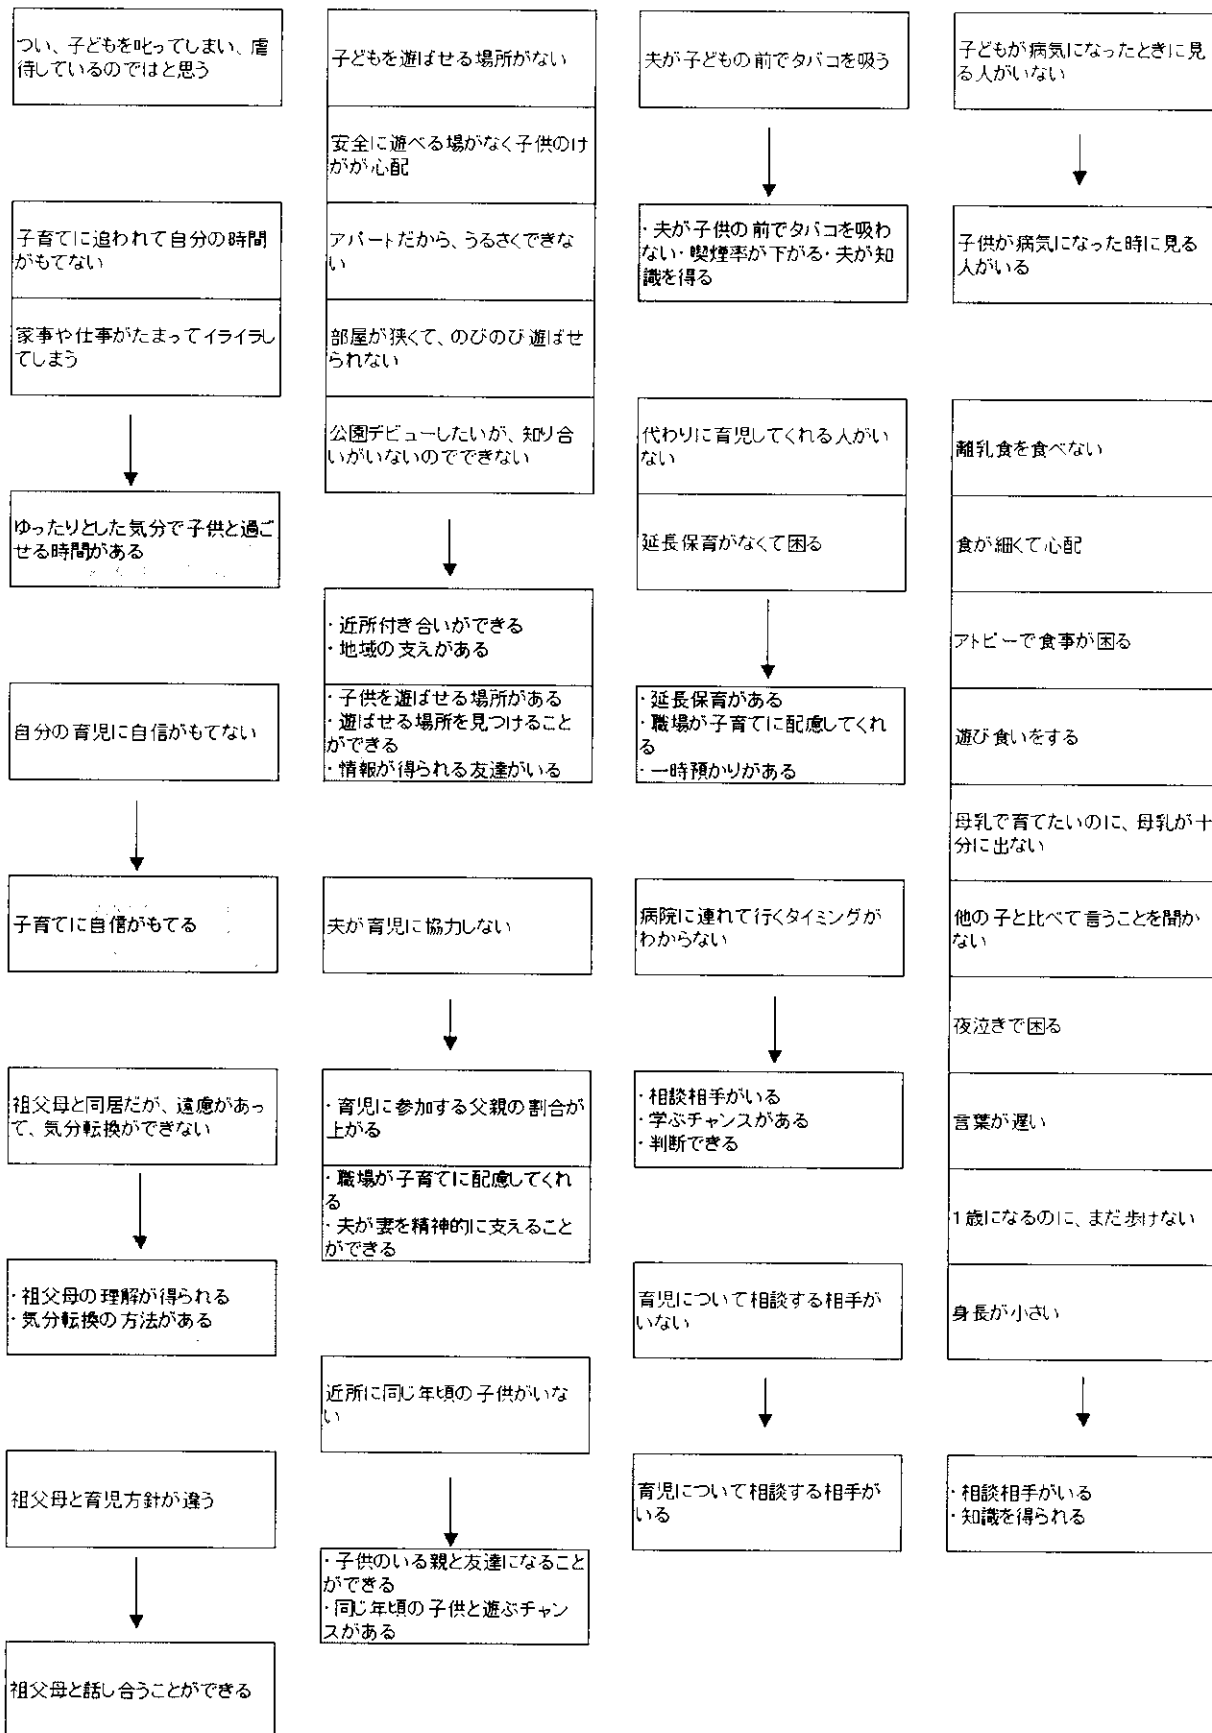 つい、子どもを叱ってしまい、虐
待しているのではと思う
子育てに追われて自分の時間
がもてない
家事や仕事がたまってイライラし
てしまう
ゆったりとした気分で子供と過ご
せる時間がある
自分の育児に自信がもてない
子育てに自信がもてる
祖父母と同居だが、遠慮があっ
て、気分転換ができない
・祖父母の理解が得られる
・気分転換の方法がある
祖父母と育児方針が違う
祖父母と話し合うことができる
子どもを遊ばせる場所がない
安全に遊べる場がなく子供のけ
がが心配
アパートだから、うるさくできな
い
部屋が狭くて、のびのび遊ばせ
られない
公園デビューしたいが、知り合
いがいないのでできない
・近所付き合いができる
・地域の支えがある
・子供を遊ばせる場所がある
・遊ばせる場所を見つけること
ができる
・情報が得られる友達がいる
夫が育児に協力しない
・育児に参加する父親の割合が
上がる
・職場が子育てに配慮してくれ
る
・夫が妻を精神的に支えること
ができる
近所に同じ年頃の子供がいな
い
・子供のいる親と友達になること
ができる
・同じ年頃の子供と遊ぶチャン
スがある
夫が子どもの前でタバコを吸う
・夫が子供の前でタバコを吸わ
ない・喫煙率が下がる・夫が知
識を得る
代わりに育児してくれる人がい
ない
延長保育がなくて困る
・延長保育がある
・職場が子育てに配慮してくれ
る
・一時預かりがある
病院に連れて行くタイミングが
わからない
・相談相手がいる
・学ぶチャンスがある
・判断できる
育児について相談する相手が
いない
育児について相談する相手が
いる
子どもが病気になったときに見
る人がいない
子供が病気になった時に見る
人がいる
離乳食を食べない
食が細くて心配
アトピーで食事が困る
遊び食いをする
母乳で育てたいのに、母乳が十
分に出ない
他の子と比べて言うことを聞か
ない
夜泣きで困る
言葉が遅い
1歳になるのに、まだ歩けない
身長が小さい
・相談相手がいる
・知識を得られる